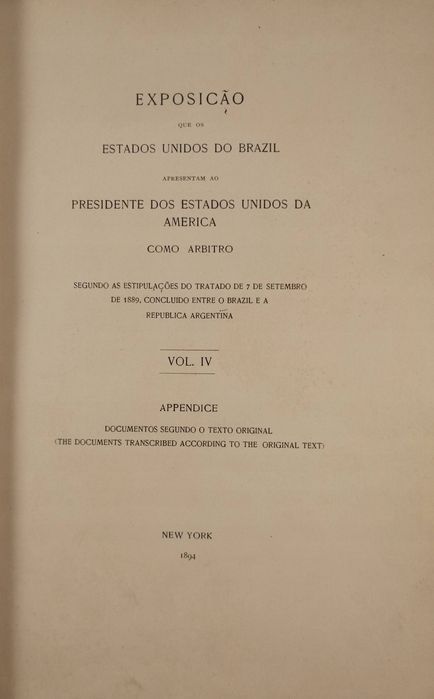 EXPOSIÇÃO
QUE OS
ESTADOS UNIDOS DO BRAZIL
APRESENTAM AO
PRESIDENTE DOS ESTADOS UNIDOS DA
AMERICA
COMO ARBITRO
SEGUNDO AS ESTIPULAÇÕES DO TRATADO DE 7 DE SETEMBRO
DE 1889, CONCLUIDO ENTRE O BRAZIL E A
REPUBLICA ARGENTINA
VOL. IV
APPENDICE
DOCUMENTOS SEGUNDO O TEXTO ORIGINAL
(THE DOCUMENTS TRANSCRIBED ACCORDING TO THE ORIGINAL TEXT)
NEW YORK
1894